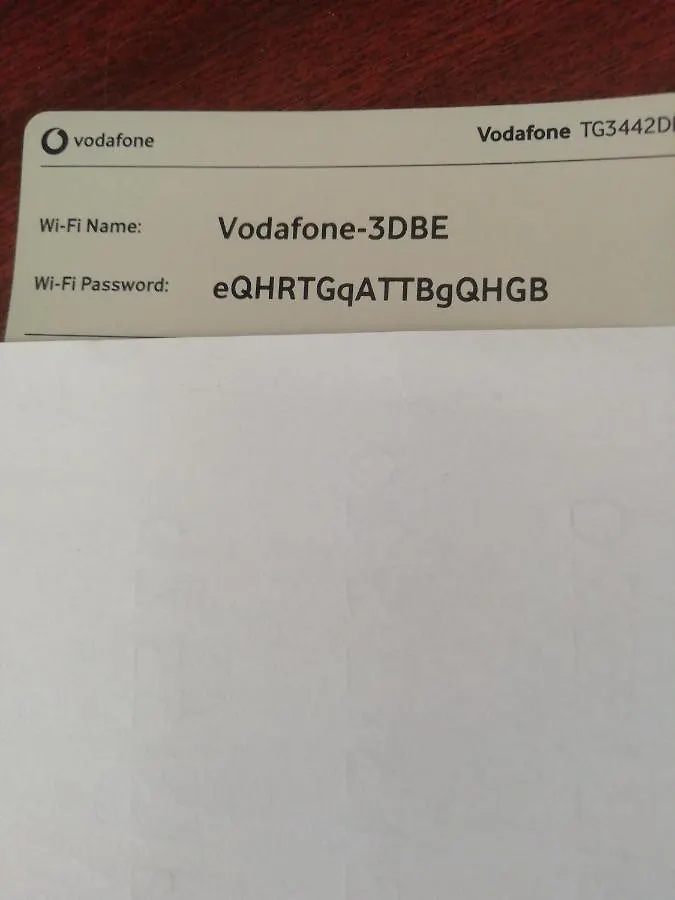 vodafone
Vodafone TG3442D
Wi-Fi Name: Vodafone-3DBE
Wi-Fi Password: eQHRTGqATTBgQHGB